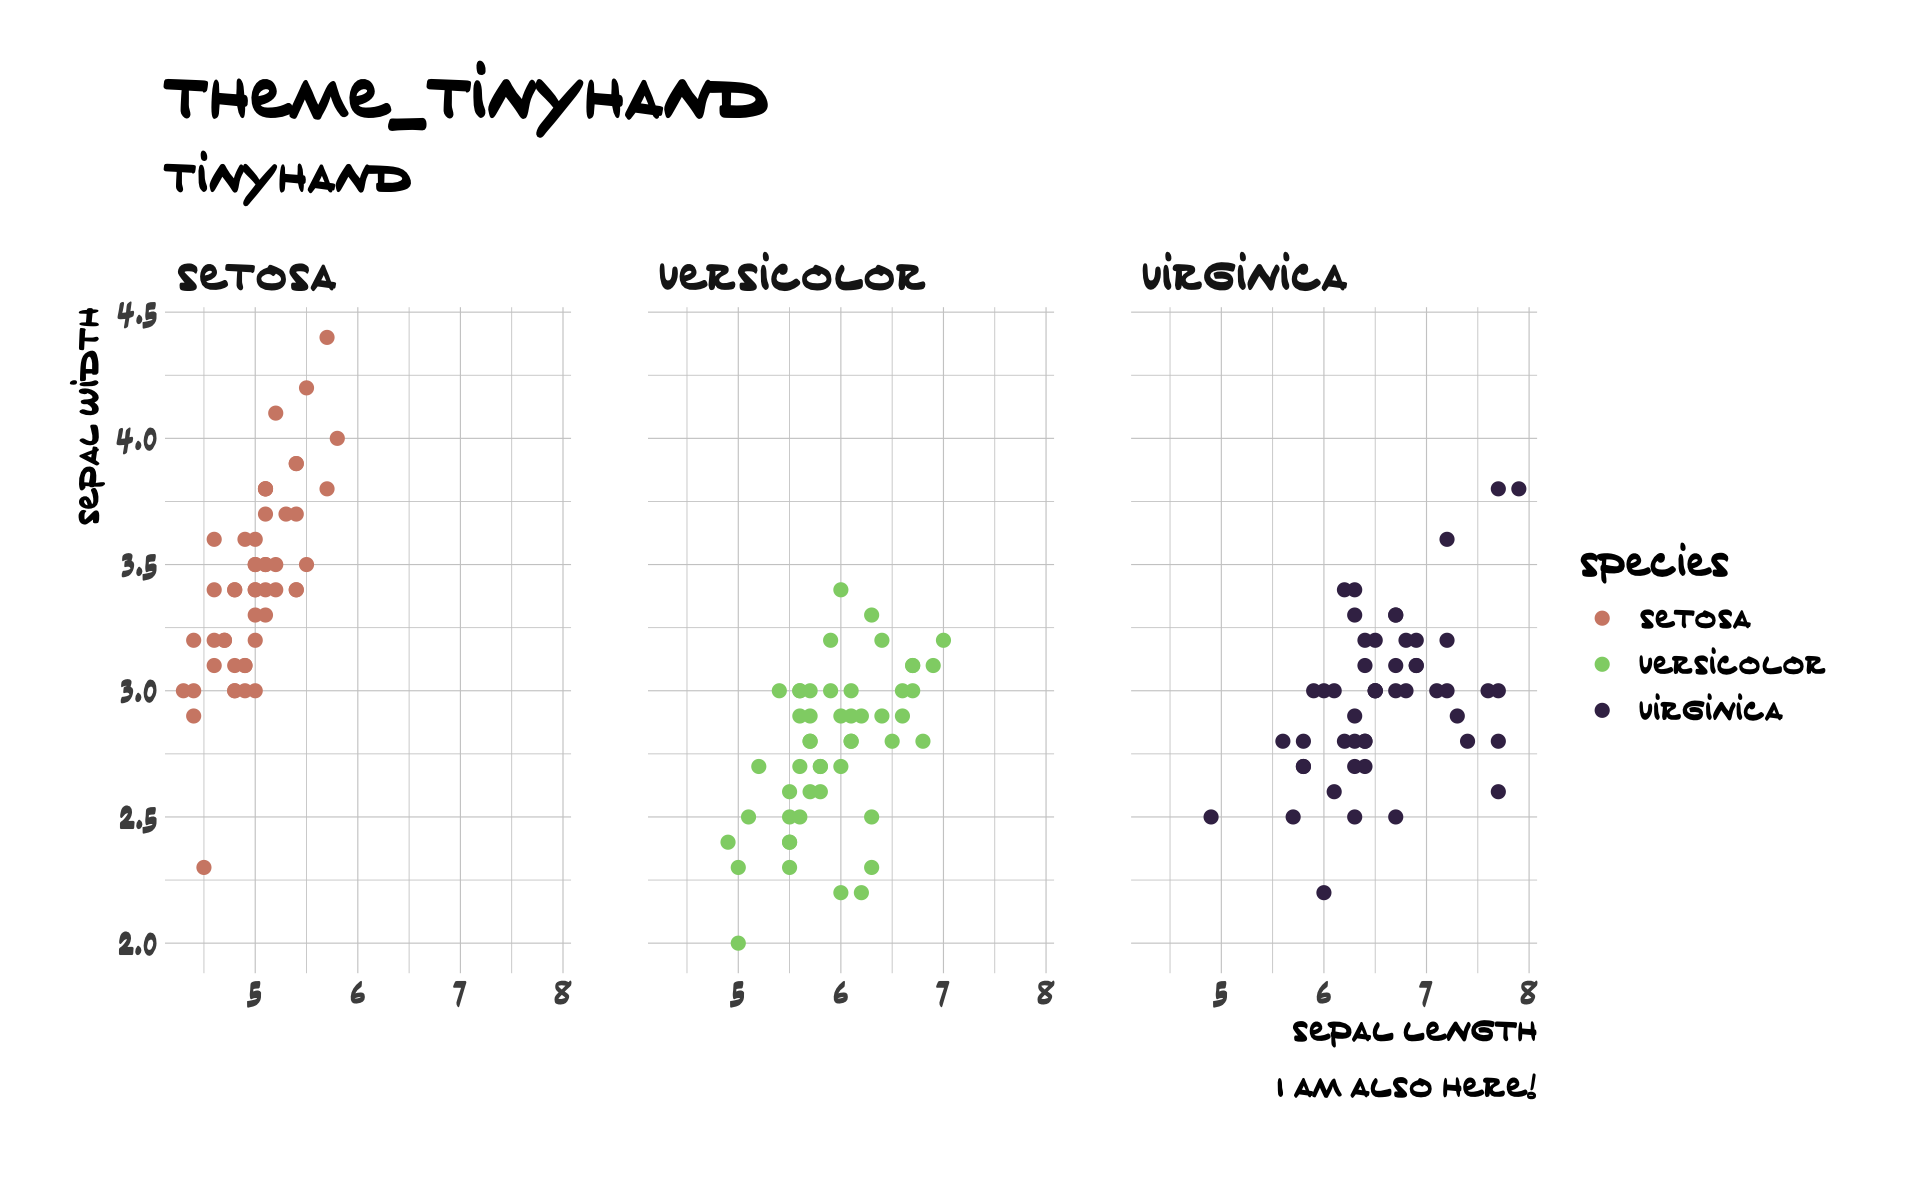 theme_tinyhand
tinyhand
setosa versicolor virginica
Sepal Width
4.5
4.0
3.5
3.0
2.5
2.0
5 6 7 8 5 6 7 8 5 6 7 8
Sepal Length
I am also here!
Species
setosa
versicolor
virginica